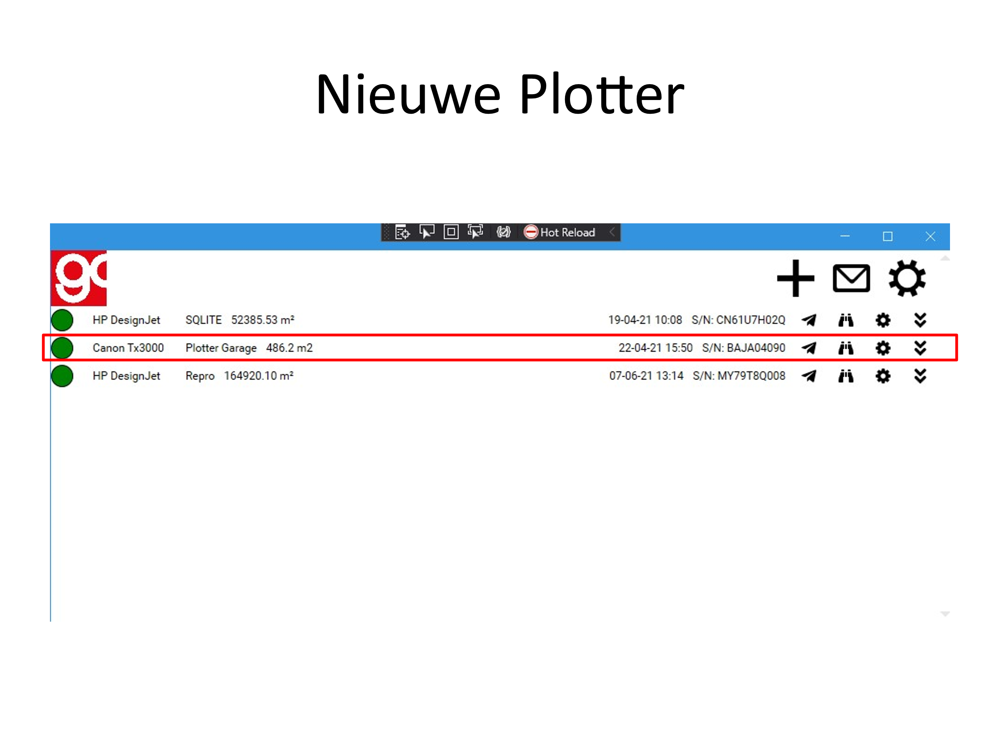 Nieuwe Plotter
Hot Reload
go
HP DesignJet SQLITE 52385.53 m² 19-04-21 10:08 S/N: CN61U7H02Q
Canon Tx3000 Plotter Garage 486.2 m2 22-04-21 15:50 S/N: BAJA04090
HP DesignJet Repro 164920.10 m² 07-06-21 13:14 S/N: MY79T8Q008